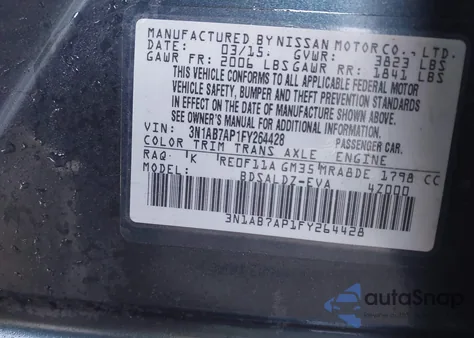 MANUFACTURED BY NISSAN MOTOR CO., LTD.
DATE: 03/15 GVWR: 3823 LBS
GAWR FR: 2006 LBS GAWR RR: 1841 LBS
THIS VEHICLE CONFORMS TO ALL APPLICABLE FEDERAL MOTOR
VEHICLE SAFETY, BUMPER AND THEFT PREVENTION STANDARDS
IN EFFECT ON THE DATE OF MANUFACTURE SHOWN ABOVE.
SEE OWNER'S MANUAL FOR ADDITIONAL INFORMATION
VIN: 3N1AB7AP1FY264428 PASSENGER CAR.
COLOR TRIM TRANS AXLE ENGINE
RAQ K RE0F11A GM35 MRA8DE 1798 CC
MODEL: BDSALDZ-EVA 4Z000
3N1AB7AP1FY264428
autoSnap